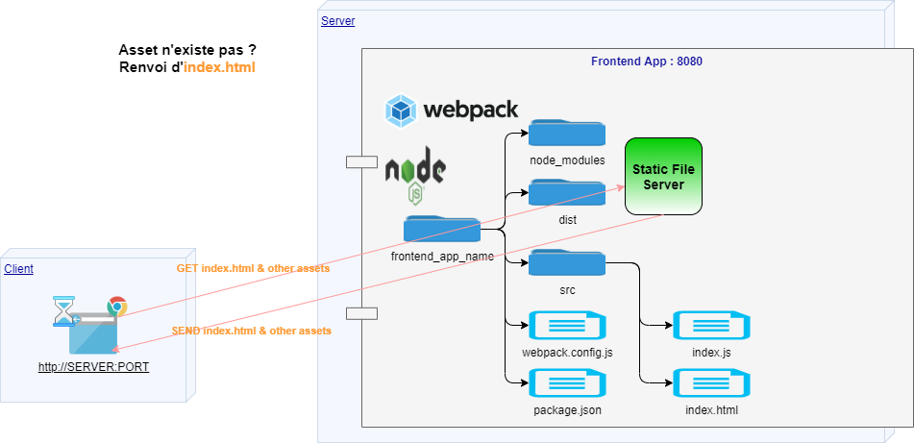 Server
Asset n'existe pas ?
Renvoi d'index.html
Frontend App : 8080
webpack
node_modules
node
JS
Static File
Server
dist
frontend_app_name
Client
GET index.html & other assets
src
SEND index.html & other assets
webpack.config.js
index.js
http://SERVER:PORT
package.json
index.html